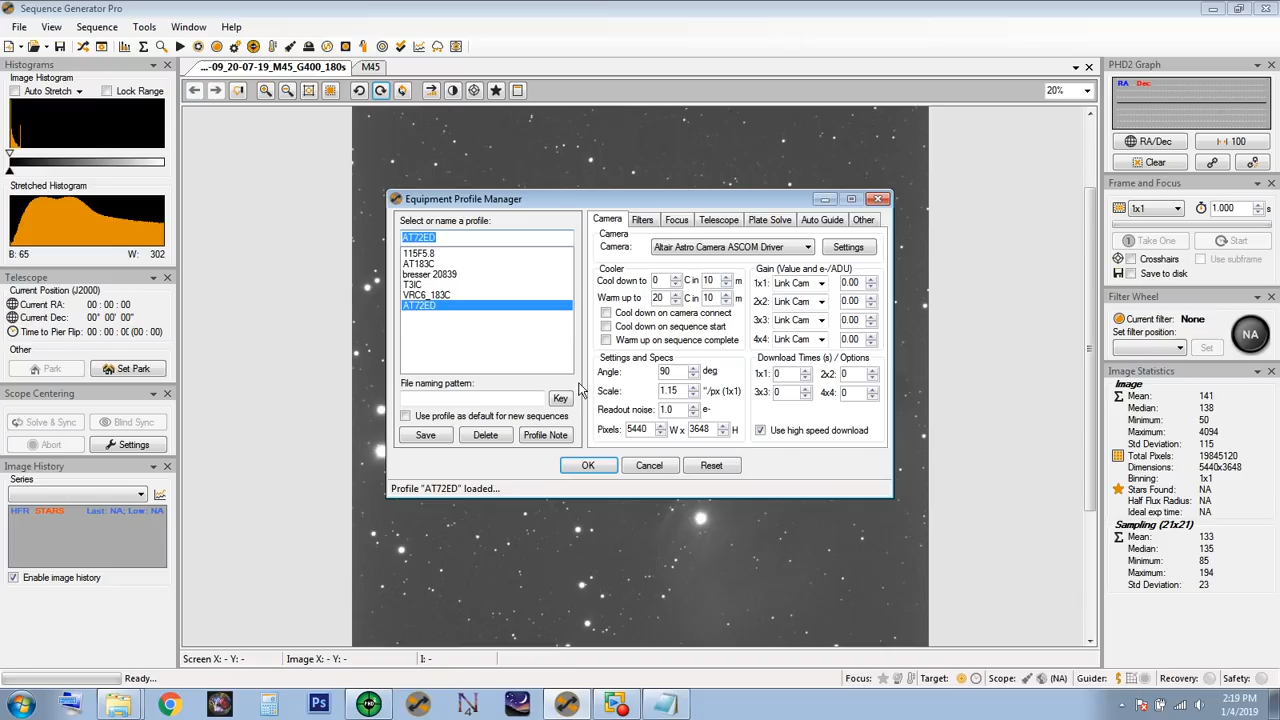 Sequence Generator Pro
File View Sequence Tools Window Help
Histograms
Image Histogram
Auto Stretch Lock Range
Stretched Histogram
B: 65 W: 302
Telescope
Current Position (J2000)
Current RA: 00 : 00 : 00
Current Dec: 00° 00' 00"
Time to Pier Flip: 00 : 00 : 00
Other
Park Set Park
Scope Centering
Solve & Sync Blind Sync
Abort Settings
Image History
Series
HFR STARS Last: NA; Low: NA
Enable image history
...-09_20-07-19_M45_G400_180s M45
20%
Equipment Profile Manager
Select or name a profile:
AT72ED
115F5.8
AT183C
bresser 20839
T3IC
VRC6_183C
AT72ED
File naming pattern:
Key
Use profile as default for new sequences
Save Delete Profile Note
Camera Filters Focus Telescope Plate Solve Auto Guide Other
Camera
Camera: Altair Astro Camera ASCOM Driver Settings
Cooler
Cool down to 0 C in 10 m
Warm up to 20 C in 10 m
Cool down on camera connect
Cool down on sequence start
Warm up on sequence complete
Gain (Value and e-/ADU)
1x1: Link Cam 0.00
2x2: Link Cam 0.00
3x3: Link Cam 0.00
4x4: Link Cam 0.00
Settings and Specs
Angle: 90 deg
Scale: 1.15 "/px (1x1)
Readout noise: 1.0 e-
Pixels: 5440 W x 3648 H
Download Times (s) / Options
1x1: 0 2x2: 0
3x3: 0 4x4: 0
Use high speed download
OK Cancel Reset
Profile "AT72ED" loaded...
Screen X: - Y: - Image X: - Y: - I: -
PHD2 Graph
RA Dec
RA/Dec 100
Clear
Frame and Focus
1x1 1.000 s
Take One Start
Crosshairs Use subframe
Save to disk
Filter Wheel
Current filter: None
Set filter position:
Set
NA
Image Statistics
Image
Mean: 141
Median: 138
Minimum: 50
Maximum: 4094
Std Deviation: 115
Total Pixels: 19845120
Dimensions: 5440x3648
Binning: 1x1
Stars Found: NA
Half Flux Radius: NA
Ideal exp time: NA
Sampling (21x21)
Mean: 133
Median: 135
Minimum: 85
Maximum: 194
Std Deviation: 23
Ready... Focus: Target: Scope: (NA) Guider: Recovery: Safety:
Ps PHD N 4
2:19 PM
1/4/2019